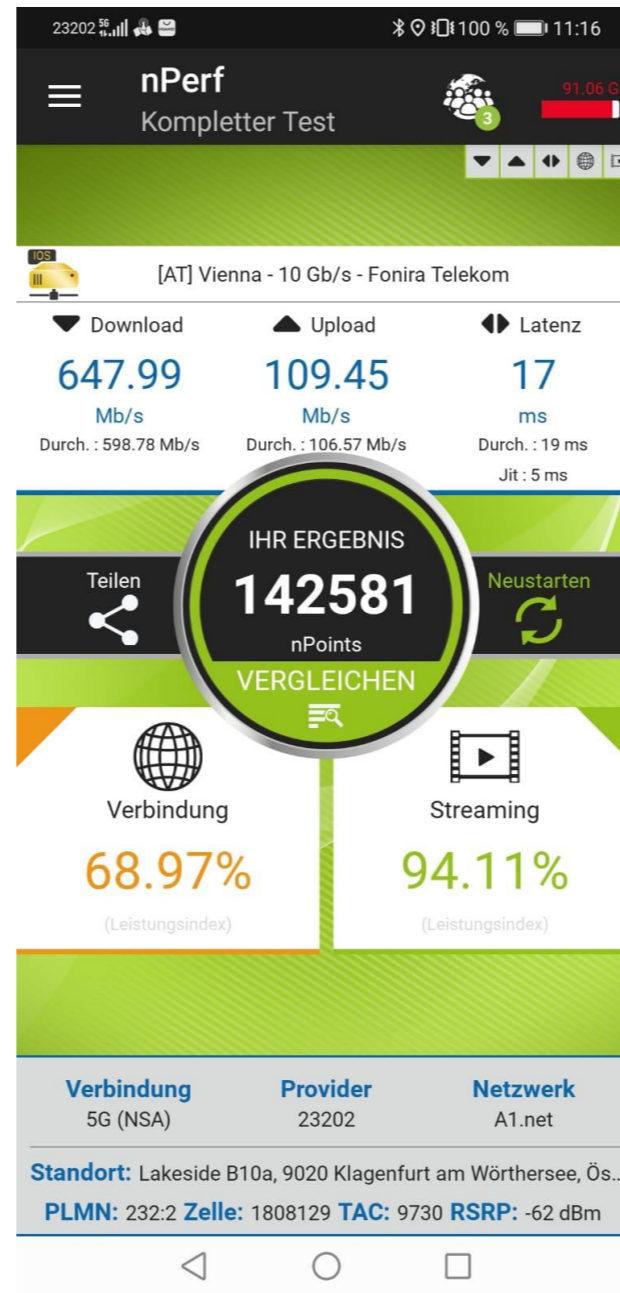 23202 5G 100 % 11:16
nPerf
Kompletter Test
3
91.06 G
IOS
[AT] Vienna - 10 Gb/s - Fonira Telekom
Download Upload Latenz
647.99 109.45 17
Mb/s Mb/s ms
Durch. : 598.78 Mb/s Durch. : 106.57 Mb/s Durch. : 19 ms
Jit : 5 ms
IHR ERGEBNIS
Teilen 142581 Neustarten
nPoints
VERGLEICHEN
Verbindung Streaming
68.97% 94.11%
(Leistungsindex) (Leistungsindex)
Verbindung Provider Netzwerk
5G (NSA) 23202 A1.net
Standort: Lakeside B10a, 9020 Klagenfurt am Wörthersee, Ös..
PLMN: 232:2 Zelle: 1808129 TAC: 9730 RSRP: -62 dBm